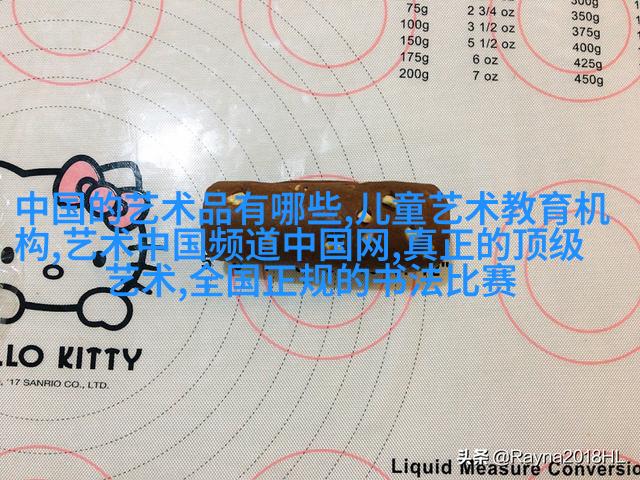 300g
75g 2 3/4 oz 350g
100g 3 1/2 oz 375g
150g 5 1/2 oz 400g
175g 6 oz 425g
200g 7 oz 450g
中国的艺术品有哪些,儿童艺术教育机
构,艺术中国频道中国网,真正的顶级
艺术,全国正规的书法比赛
LLO KITTY
'17 SANRIO CO., LTD.
头条 @Rayna2018HL
Liquid Measure Conversio